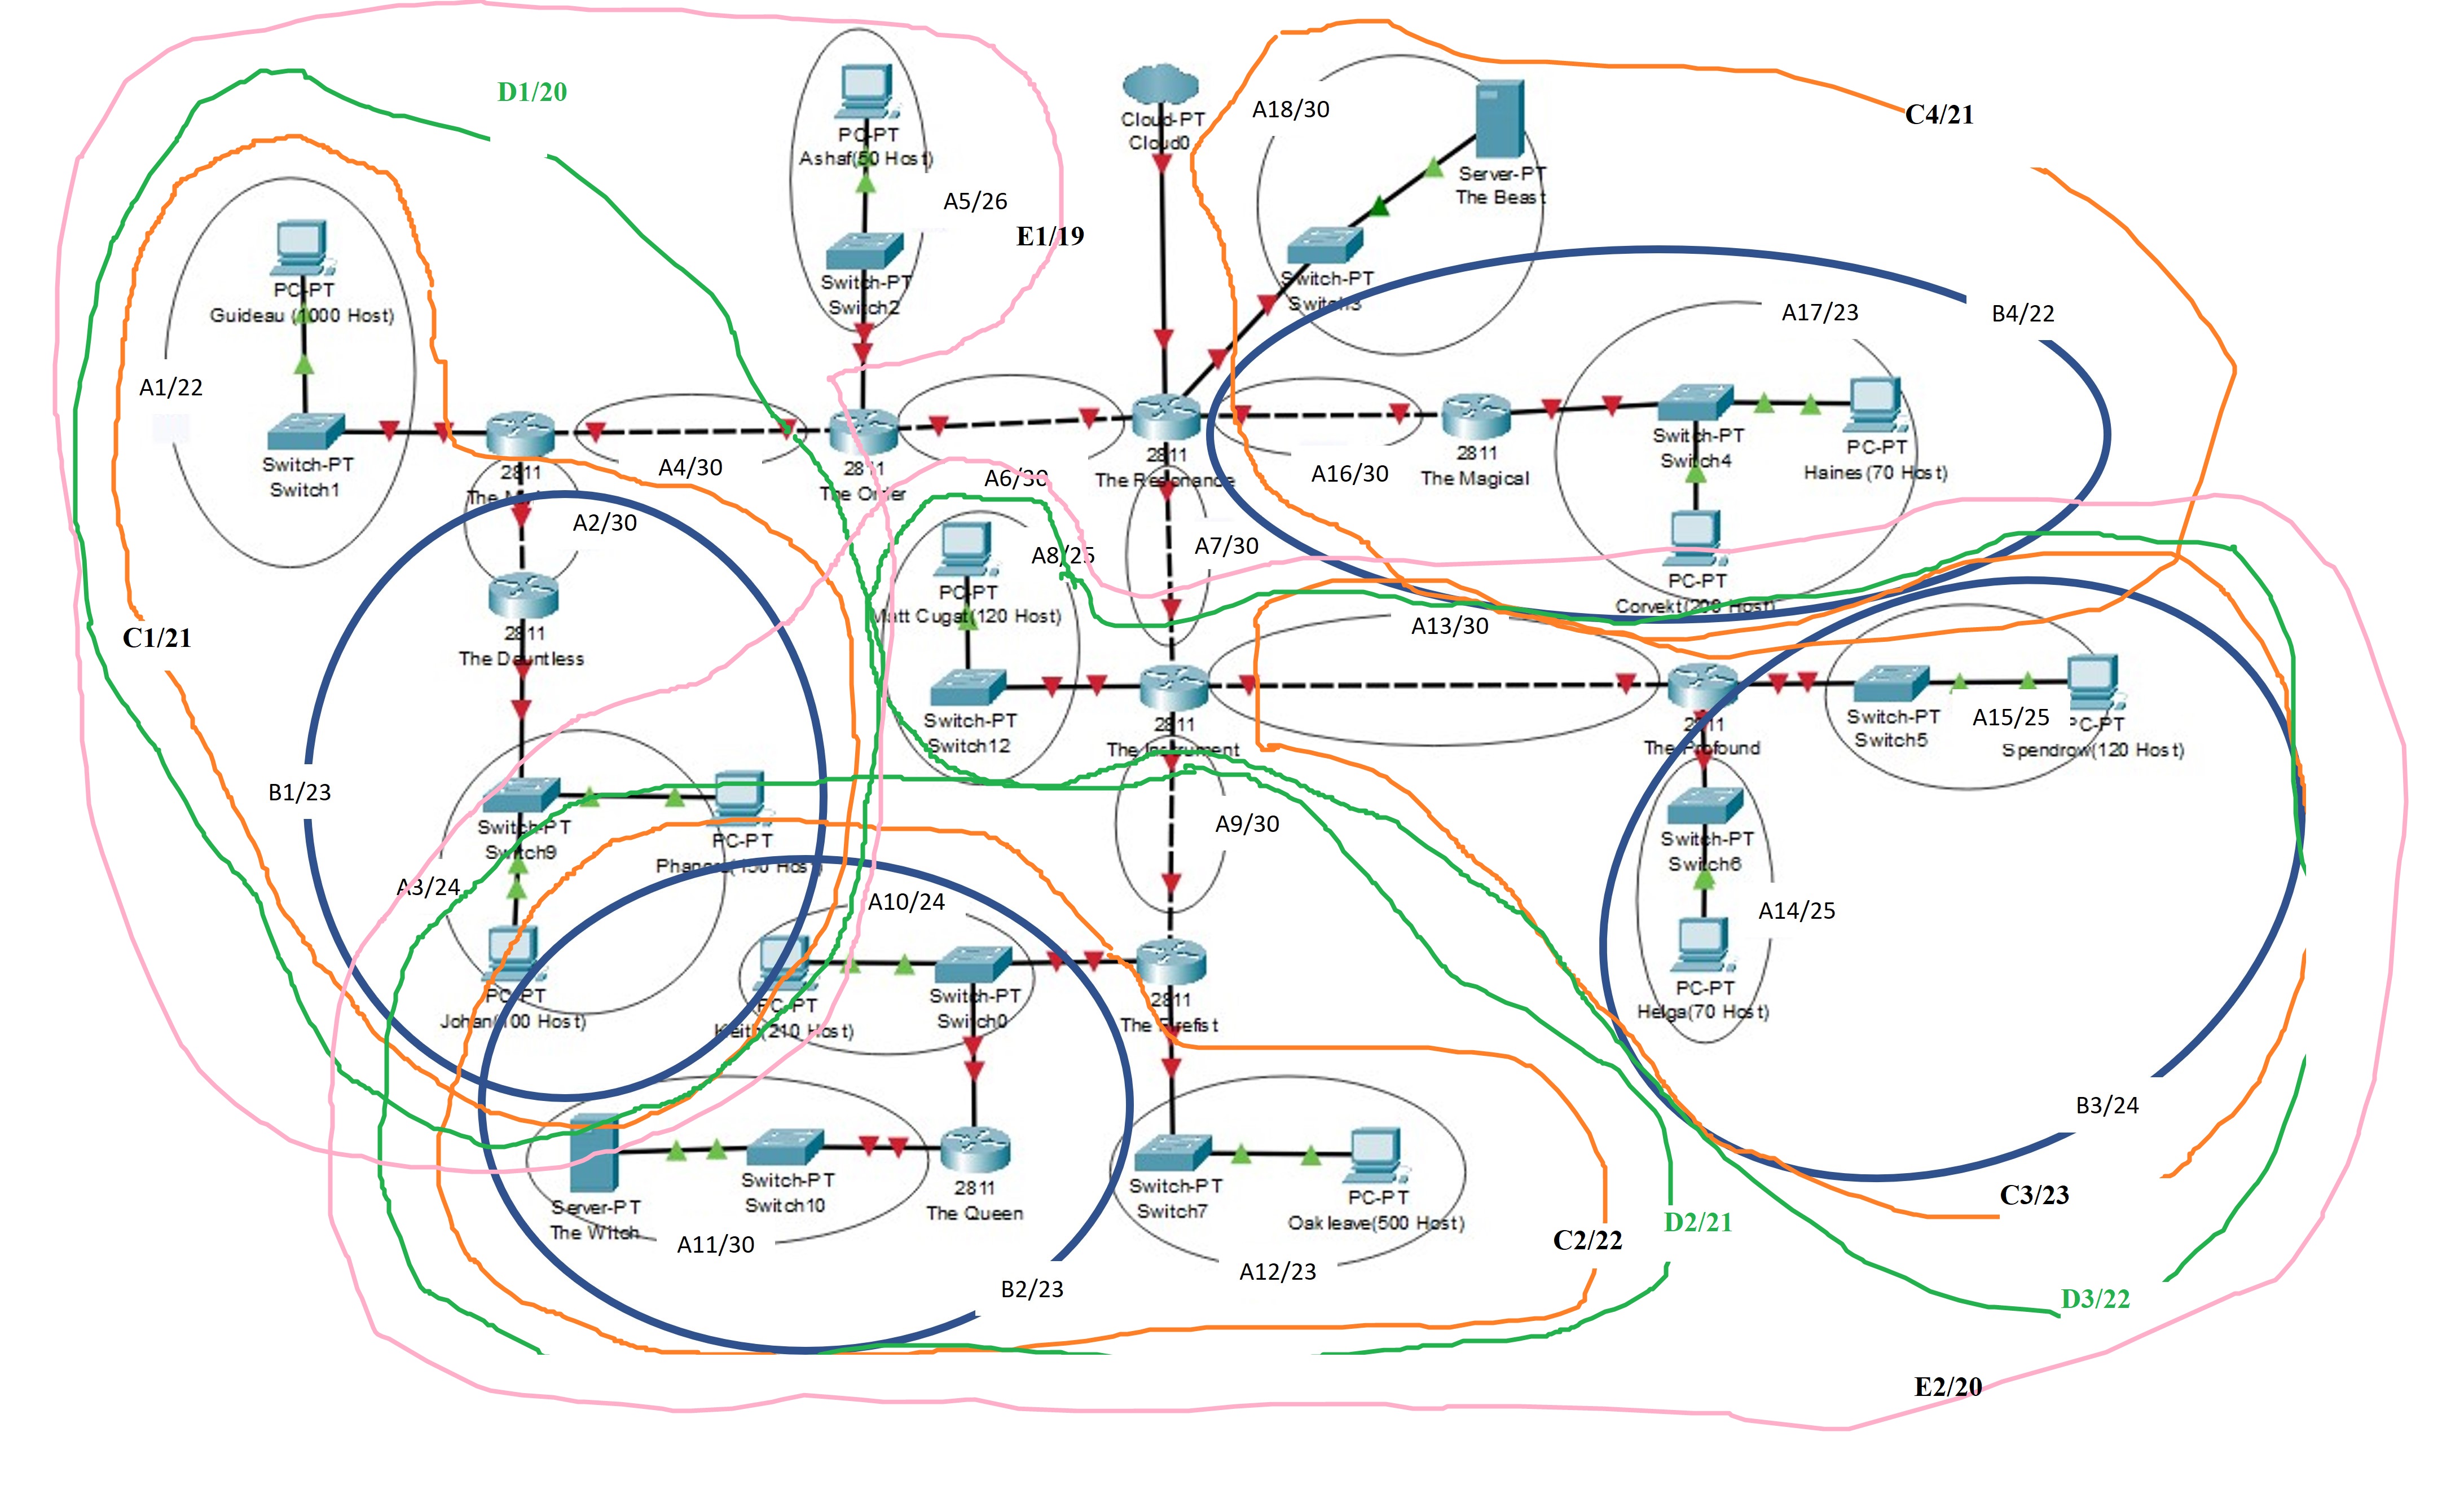 D1/20
PC-PT
Ashaf(50 Host)
Cloud-PT
Cloud0
A18/30
C4/21
Server-PT
The Beast
A5/26
E1/19
Switch-PT
Switch2
Switch-PT
Switch3
PC-PT
Guideau (1000 Host)
A17/23
B4/22
A1/22
Switch-PT
Switch1
2811
A4/30
2811
The Order
A6/30
2811
The Resonance
A16/30
2811
The Magical
Switch-PT
Switch4
PC-PT
Haines(70 Host)
A2/30
A8/25
A7/30
PC-PT
Matt Cugat(120 Host)
PC-PT
Corvekt(200 Host)
A13/30
C1/21
2811
The Dauntless
Switch-PT
Switch12
2811
The Instrument
2811
The Profound
Switch-PT
Switch5
A15/25
PC-PT
Spendrow(120 Host)
B1/23
Switch-PT
Switch9
PC-PT
A9/30
Switch-PT
Switch6
A3/24
A10/24
A14/25
PC-PT
Johan(100 Host)
PC-PT
Keith(210 Host)
Switch-PT
Switch0
2811
The
PC-PT
Helga(70 Host)
B3/24
Server-PT
The Witch
Switch-PT
Switch10
2811
The Queen
Switch-PT
Switch7
PC-PT
Oakleave(500 Host)
C3/23
D2/21
C2/22
A11/30
A12/23
B2/23
D3/22
E2/20